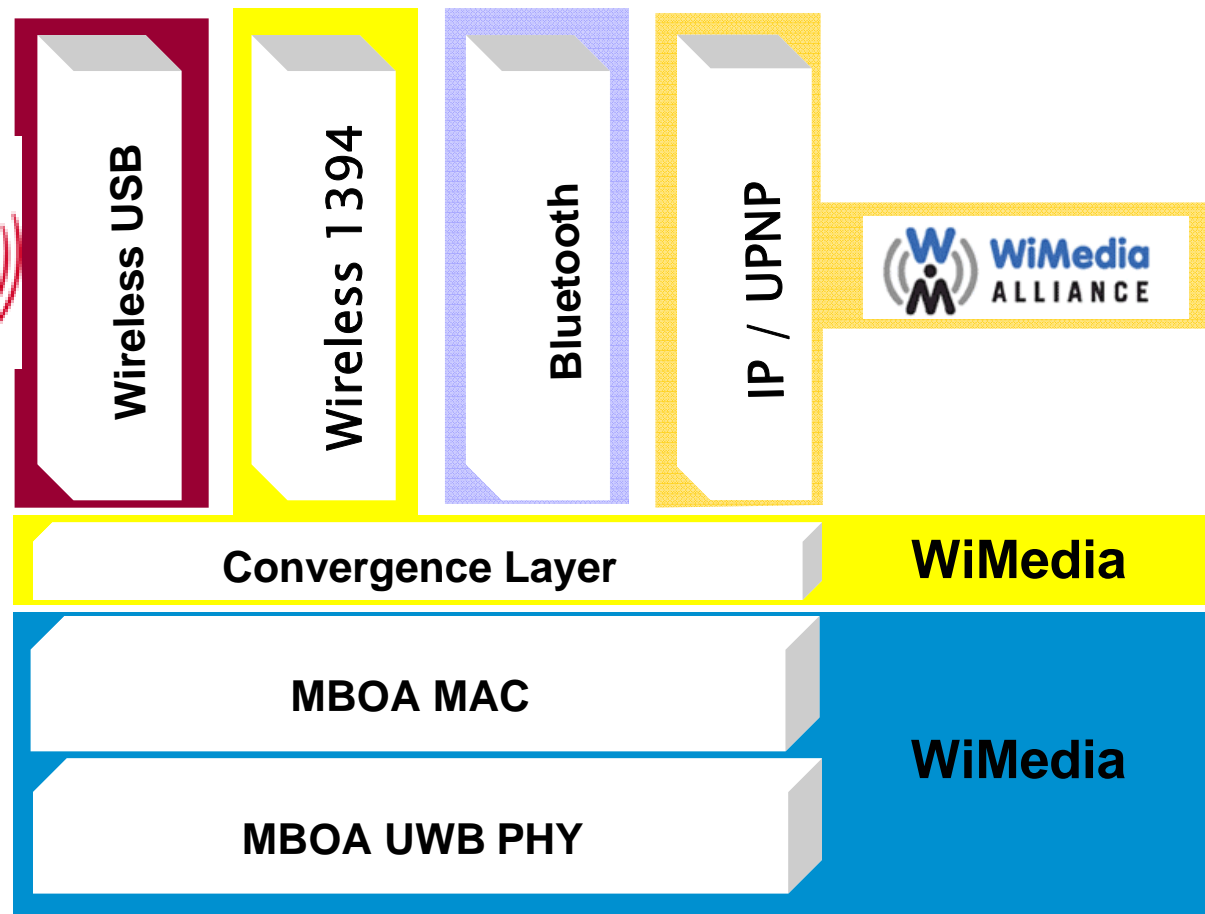 Wireless USB
Wireless 1394
Bluetooth
IP / UPNP
WiMedia
ALLIANCE
Convergence Layer
WiMedia
MBOA MAC
WiMedia
MBOA UWB PHY